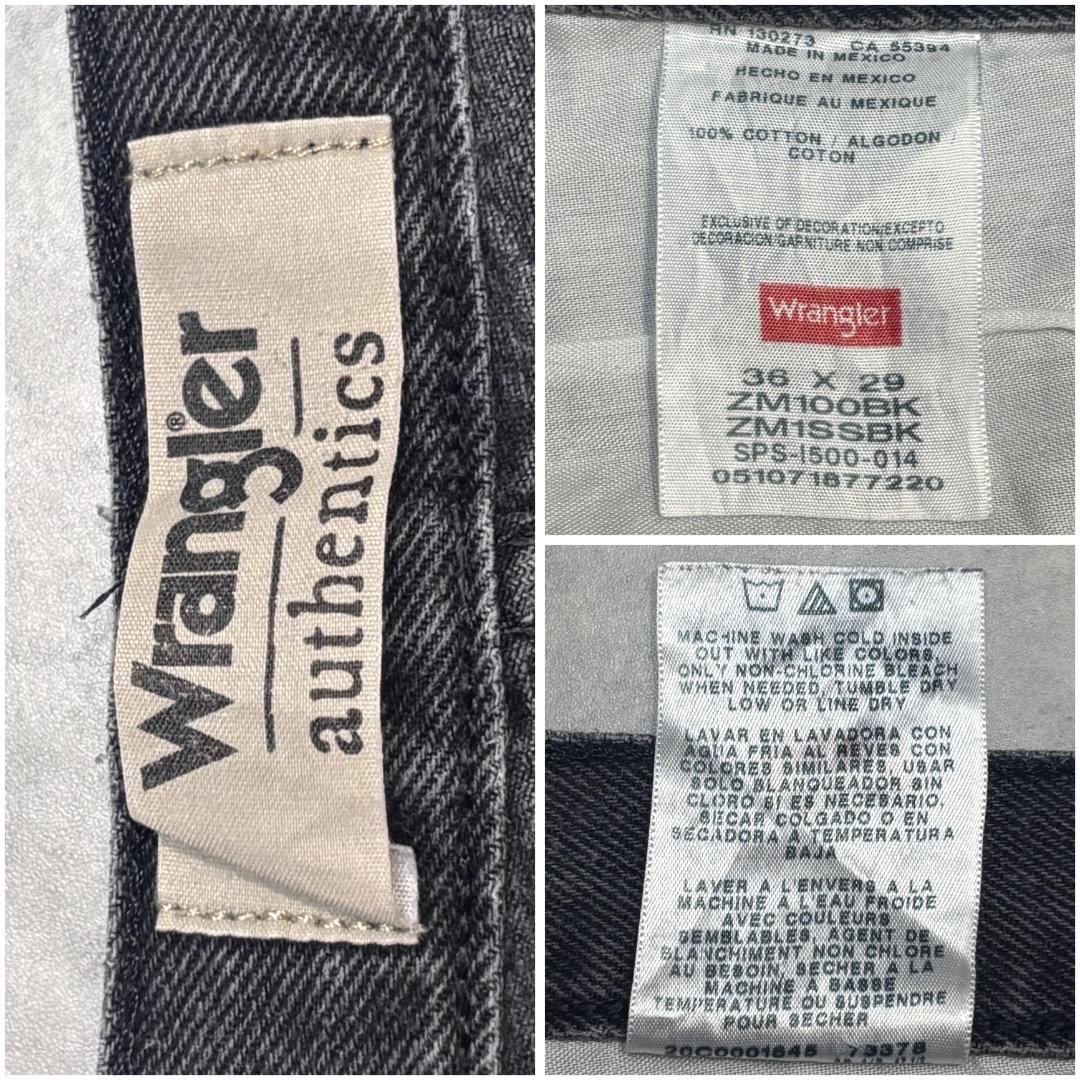 Wrangler®
authentics
RN 130273 CA 55394
MADE IN MEXICO
HECHO EN MEXICO
FABRIQUE AU MEXIQUE
100% COTTON / ALGODON
COTON
EXCLUSIVE OF DECORATION/EXCEPTO
DECORACION/GARNITURE NON COMPRISE
Wrangler
36 X 29
ZM100BK
ZM1SSBK
SPS-I500-014
051071877220
MACHINE WASH COLD INSIDE
OUT WITH LIKE COLORS.
ONLY NON-CHLORINE BLEACH
WHEN NEEDED, TUMBLE DRY
LOW OR LINE DRY
LAVAR EN LAVADORA CON
AGUA FRIA AL REVES CON
COLORES SIMILARES, USAR
SOLO BLANQUEADOR SIN
CLORO SI ES NECESARIO.
SECAR COLGADO O EN
SECADORA A TEMPERATURA
BAJA
LAVER A L'ENVERS A LA
MACHINE A L'EAU FROIDE
AVEC COULEURS
SEMBLABLES, AGENT DE
BLANCHIMENT NON CHLORE
AU BESOIN, SECHER A LA
MACHINE A BASSE
TEMPERATURE OU SUSPENDRE
POUR SECHER
20C0001845 73378